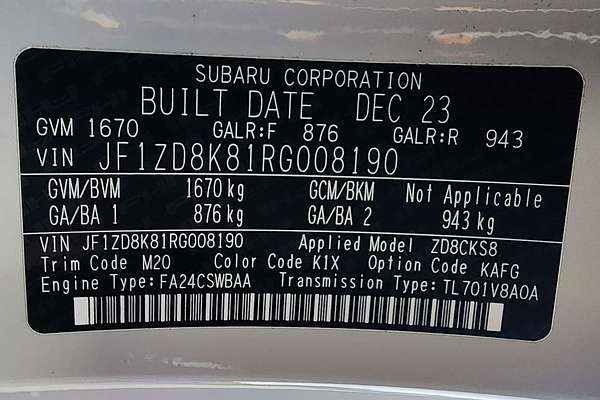 SUBARU CORPORATION
BUILT DATE DEC 23
GVM 1670 GALR:F 876 GALR:R 943
VIN JF1ZD8K81RG008190
GVM/BVM 1670 kg GCM/BKM Not Applicable
GA/BA 1 876 kg GA/BA 2 943 kg
VIN JF1ZD8K81RG008190 Applied Model ZD8CKS8
Trim Code M20 Color Code K1X Option Code KAFG
Engine Type:FA24CSWBAA Transmission Type:TL701V8A0A